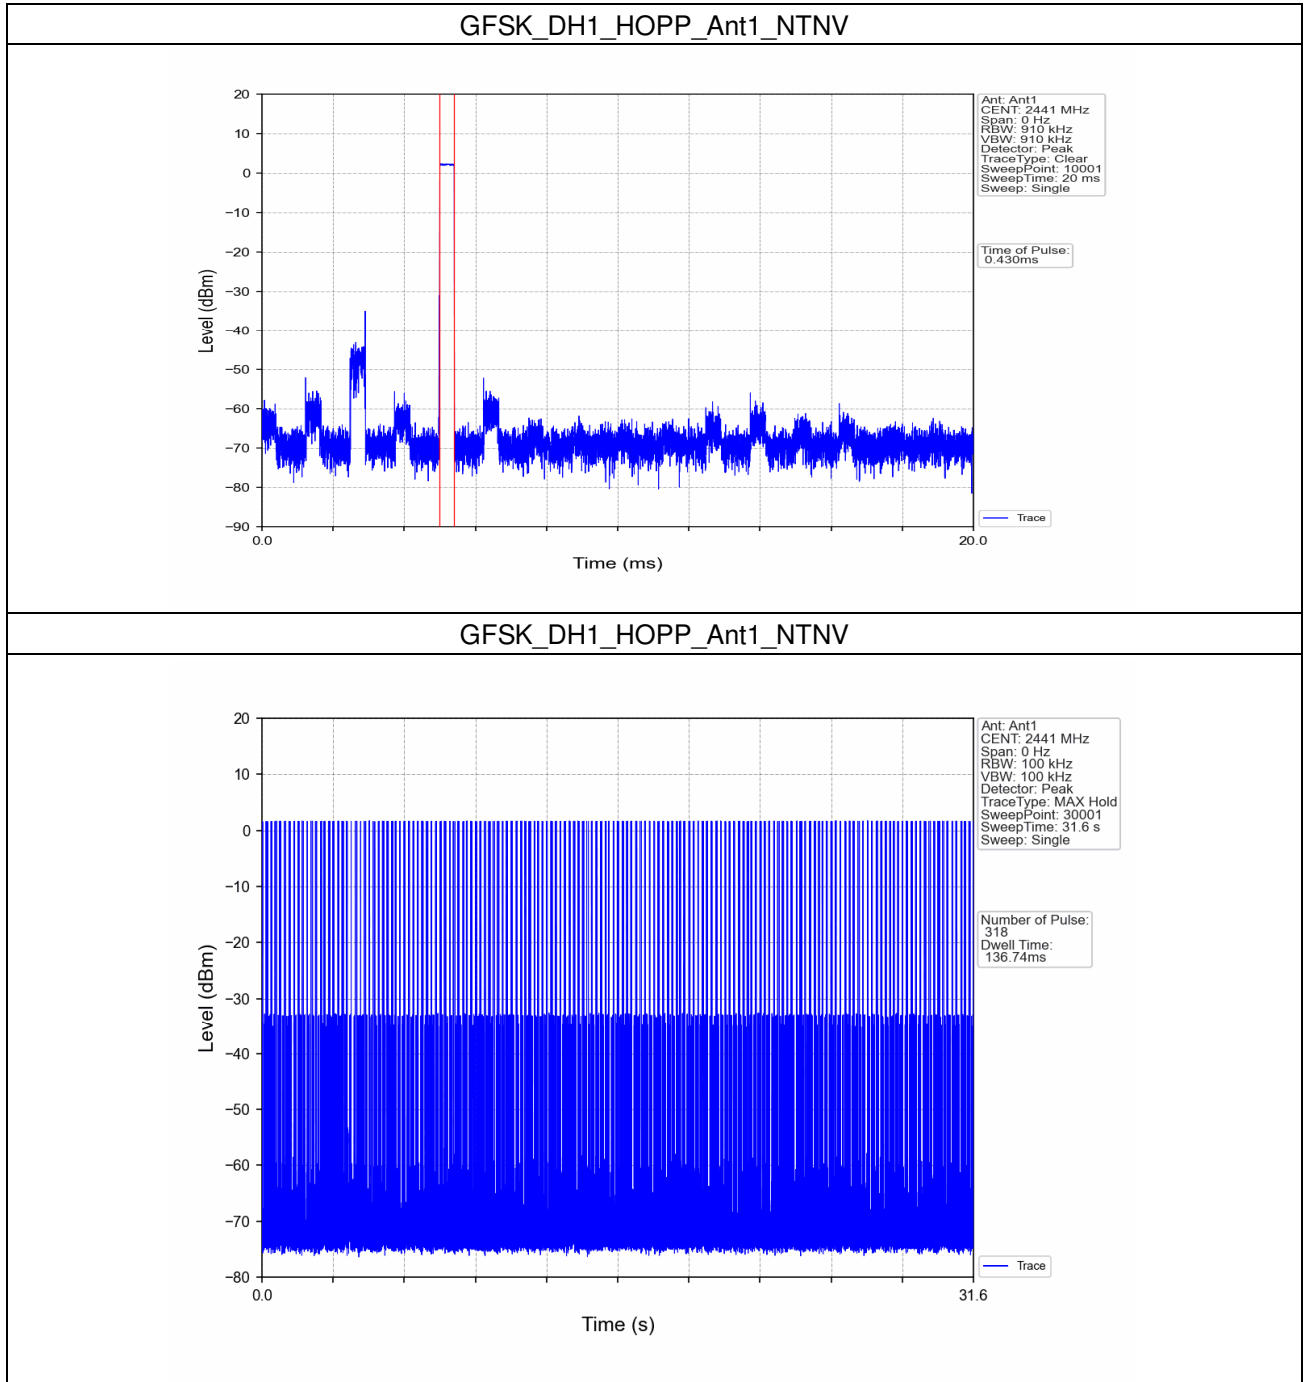 GFSK_DH1_HOPP_Ant1_NTNV
20
10
0
−10
−20
−30
−40
−50
−60
−70
−80
−90
Level (dBm)
0.0
20.0
Time (ms)
Ant: Ant1
CENT: 2441 MHz
Span: 0 Hz
RBW: 910 kHz
VBW: 910 kHz
Detector: Peak
TraceType: Clear
SweepPoint: 10001
SweepTime: 20 ms
Sweep: Single
Time of Pulse:
0.430ms
Trace
GFSK_DH1_HOPP_Ant1_NTNV
20
10
0
−10
−20
−30
−40
−50
−60
−70
−80
Level (dBm)
0.0
31.6
Time (s)
Ant: Ant1
CENT: 2441 MHz
Span: 0 Hz
RBW: 100 kHz
VBW: 100 kHz
Detector: Peak
TraceType: MAX Hold
SweepPoint: 30001
SweepTime: 31.6 s
Sweep: Single
Number of Pulse:
318
Dwell Time:
136.74ms
Trace